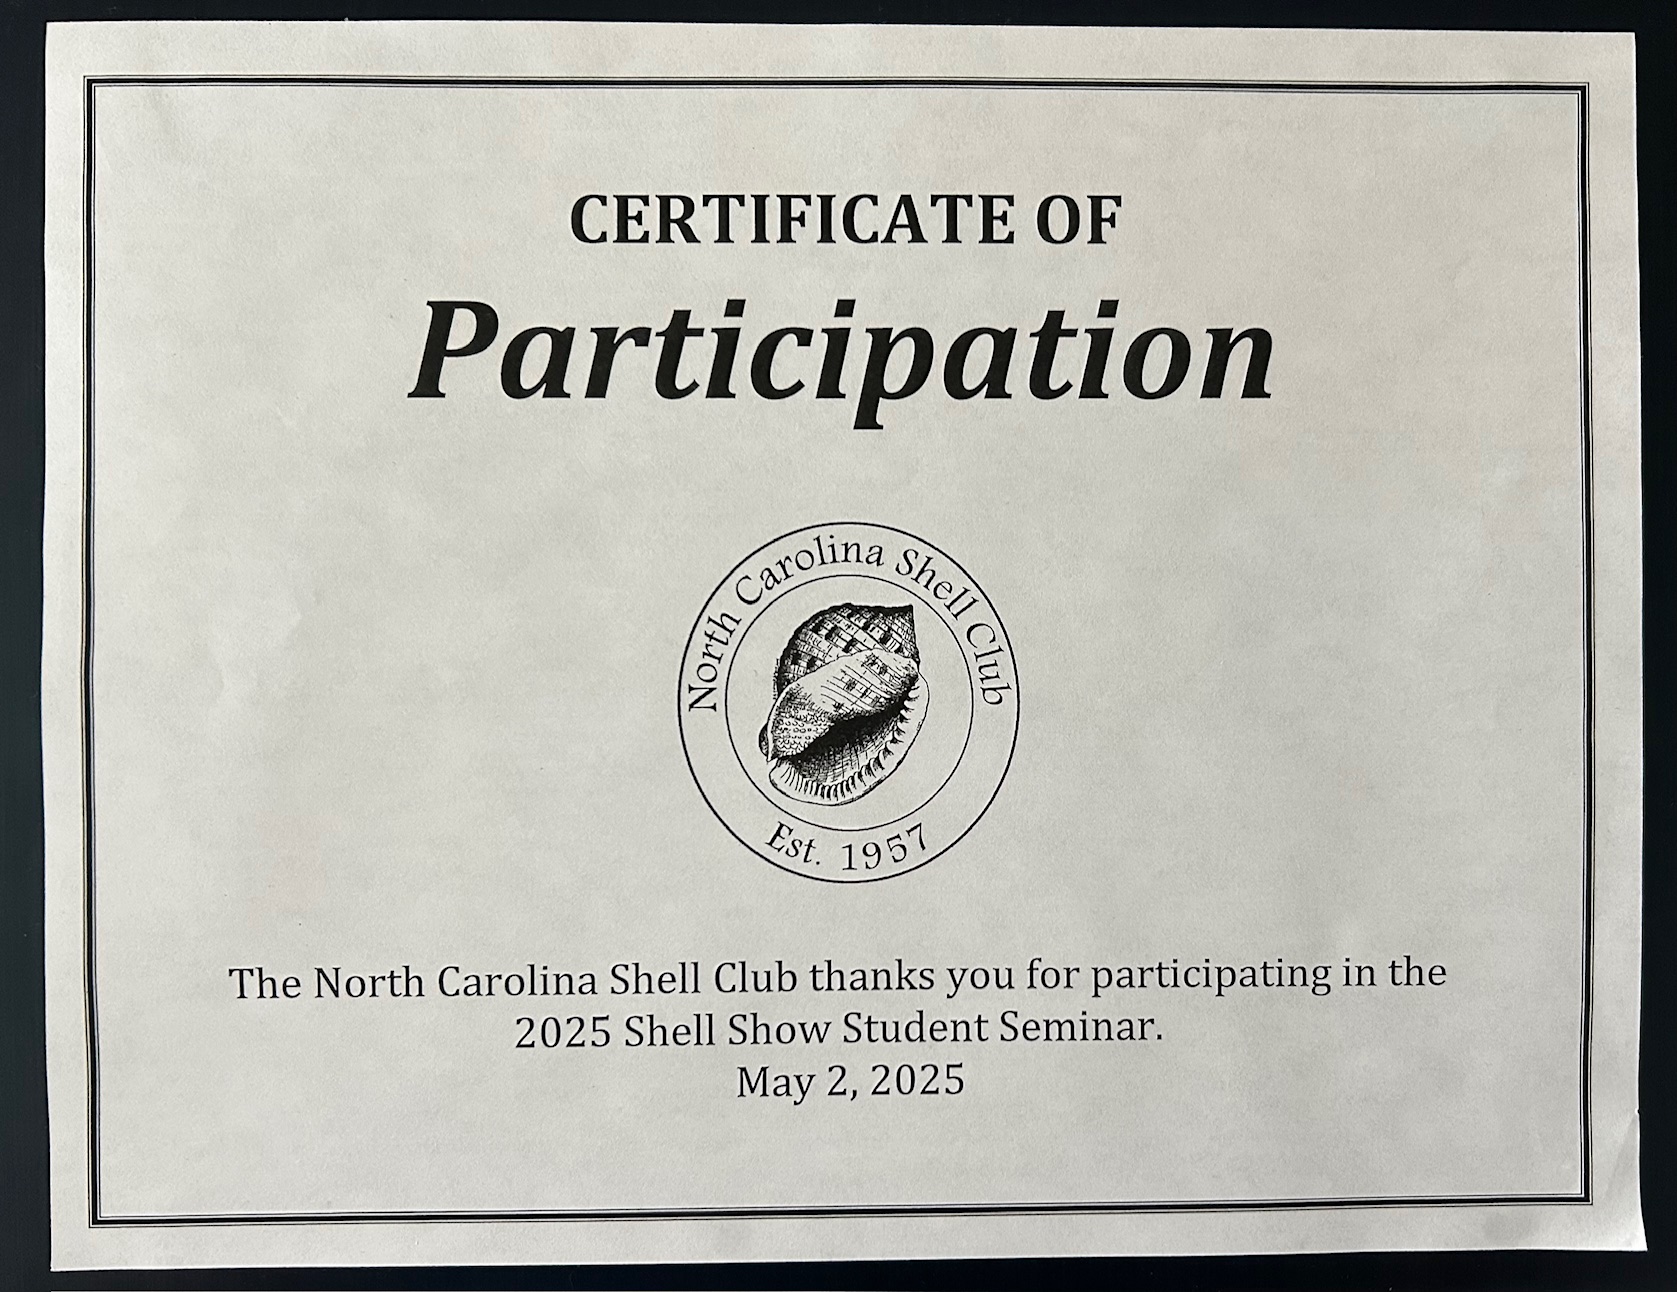 CERTIFICATE OF
Participation
North Carolina Shell Club
Est. 1957
The North Carolina Shell Club thanks you for participating in the
2025 Shell Show Student Seminar.
May 2, 2025